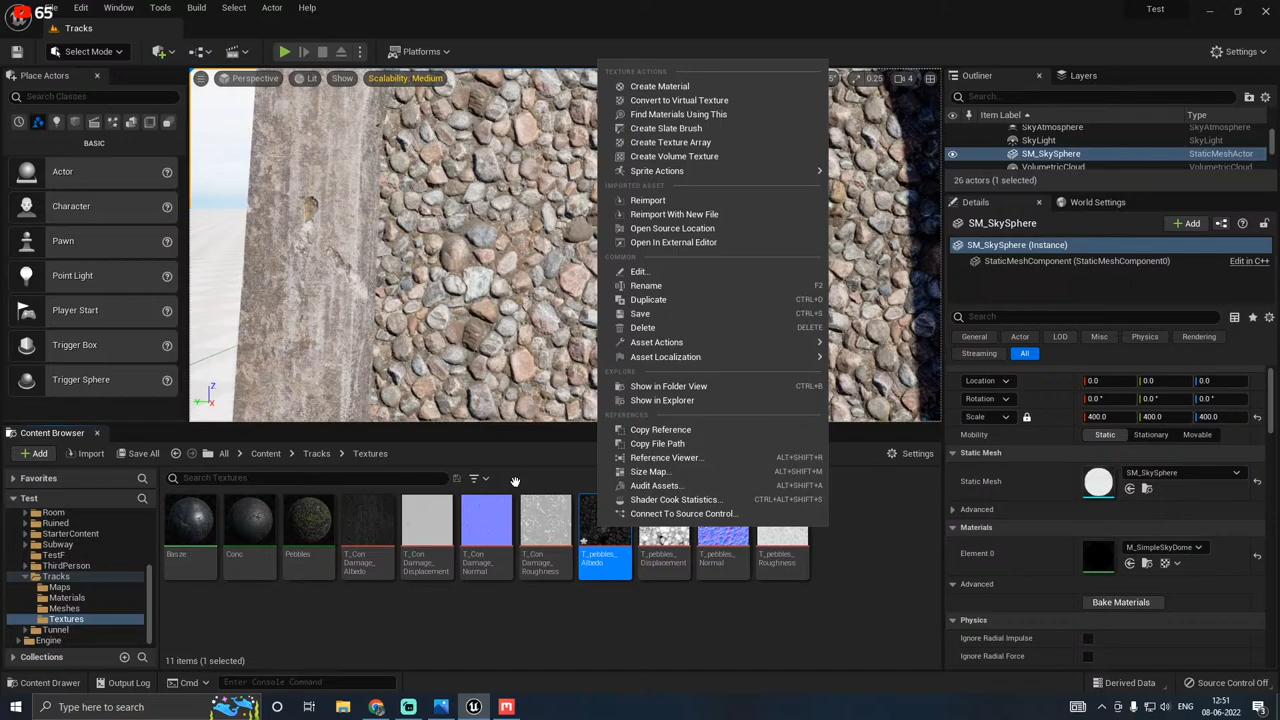 65
Edit
Window
Tools
Build
Select
Actor
Help
Test
Tracks
Select Mode
Platforms
Settings
Place Actors
Search Classes
BASIC
Actor
Character
Pawn
Point Light
Player Start
Trigger Box
Trigger Sphere
Perspective
Lit
Show
Scalability: Medium
5°
0.25
4
Z
Y
X
TEXTURE ACTIONS
Create Material
Convert to Virtual Texture
Find Materials Using This
Create Slate Brush
Create Texture Array
Create Volume Texture
Sprite Actions
IMPORTED ASSET
Reimport
Reimport With New File
Open Source Location
Open In External Editor
COMMON
Edit...
Rename F2
Duplicate CTRL+D
Save CTRL+S
Delete DELETE
Asset Actions
Asset Localization
EXPLORE
Show in Folder View CTRL+B
Show in Explorer
REFERENCES
Copy Reference
Copy File Path
Reference Viewer... ALT+SHIFT+R
Size Map... ALT+SHIFT+M
Audit Assets... ALT+SHIFT+A
Shader Cook Statistics... CTRL+ALT+SHIFT+S
Connect To Source Control...
Outliner
Layers
Search...
Item Label
Type
SkyAtmosphere SkyAtmosphere
SkyLight SkyLight
SM_SkySphere StaticMeshActor
VolumetricCloud VolumetricCloud
26 actors (1 selected)
Details
World Settings
SM_SkySphere
Add
SM_SkySphere (Instance)
StaticMeshComponent (StaticMeshComponent0) Edit in C++
Search
General
Actor
LOD
Misc
Physics
Rendering
Streaming
All
Location 0.0 0.0 0.0
Rotation 0.0 ° 0.0 ° 0.0 °
Scale 400.0 400.0 400.0
Mobility Static Stationary Movable
Static Mesh
Static Mesh SM_SkySphere
Advanced
Materials
Element 0 M_SimpleSkyDome
Advanced
Bake Materials
Physics
Ignore Radial Impulse
Ignore Radial Force
Content Browser
Add
Import
Save All
All
Content
Tracks
Textures
Settings
Favorites
Test
Room
Ruined
StarterContent
Subway
TestF
ThirdPerson
Tracks
Maps
Materials
Meshes
Textures
Tunnel
Engine
Collections
Search Textures
Basze
Conc
Pebbles
T_Con
Damage_
Albedo
T_Con
Damage_
Displacement
T_Con
Damage_
Normal
T_Con
Damage_
Roughness
T_pebbles_
Albedo
T_pebbles_
Displacement
T_pebbles_
Normal
T_pebbles_
Roughness
11 items (1 selected)
Content Drawer
Output Log
Cmd
Enter Console Command
Derived Data
Source Control Off
Type here to search
ENG
12:51
08-06-2022